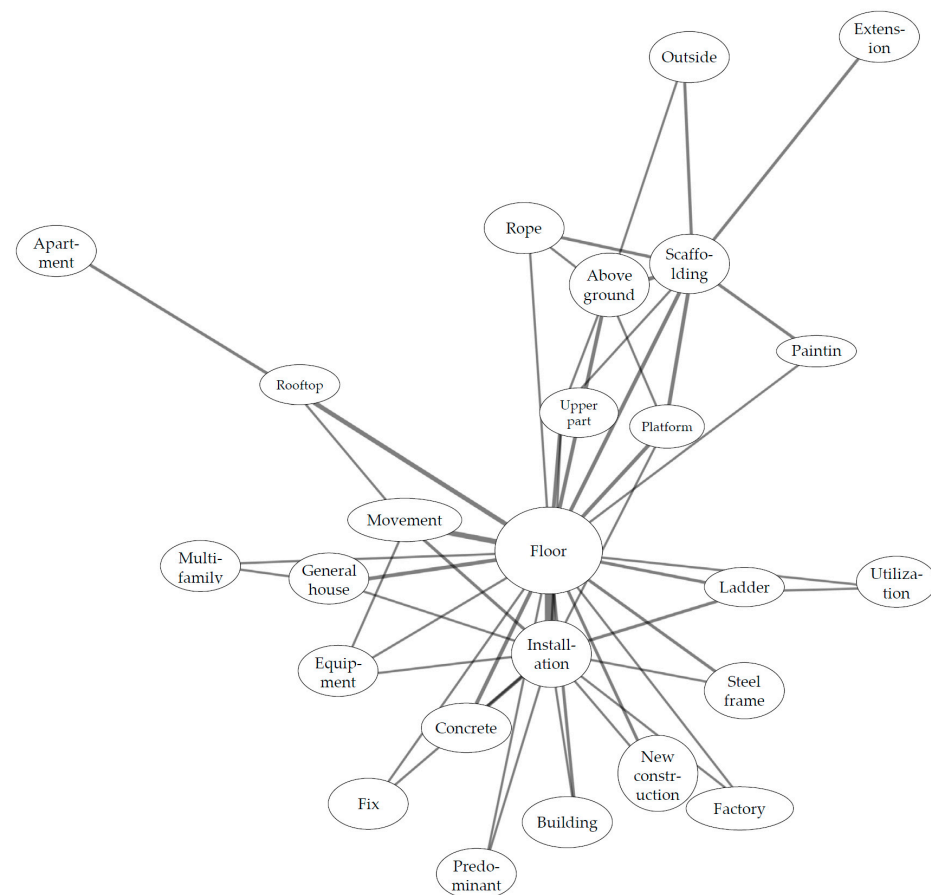 Extens-
ion
Outside
Rope
Apart-
ment
Scaffo-
lding
Above
ground
Paintin
Rooftop
Upper
part
Platform
Movement
Floor
Multi-
family
General
house
Ladder
Utiliza-
tion
Install-
ation
Equip-
ment
Steel
frame
Concrete
New
constr-
uction
Fix
Factory
Building
Predo-
minant